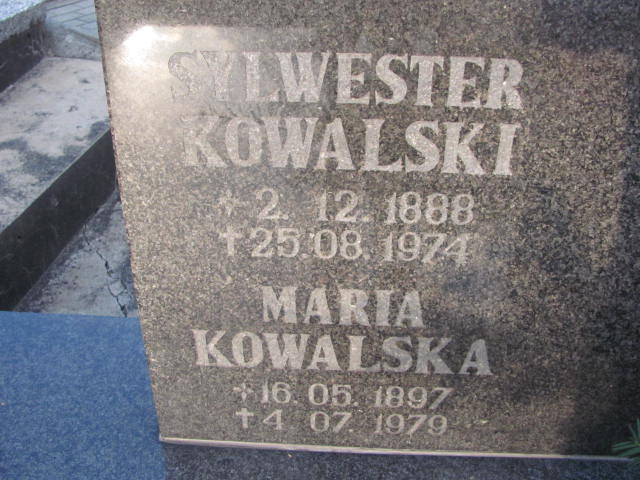 SYLWESTER
KOWALSKI
+ 2. 12. 1888
† 25.08.1974
MARIA
KOWALSKA
+ 16. 05. 1897
† 4 07. 1979